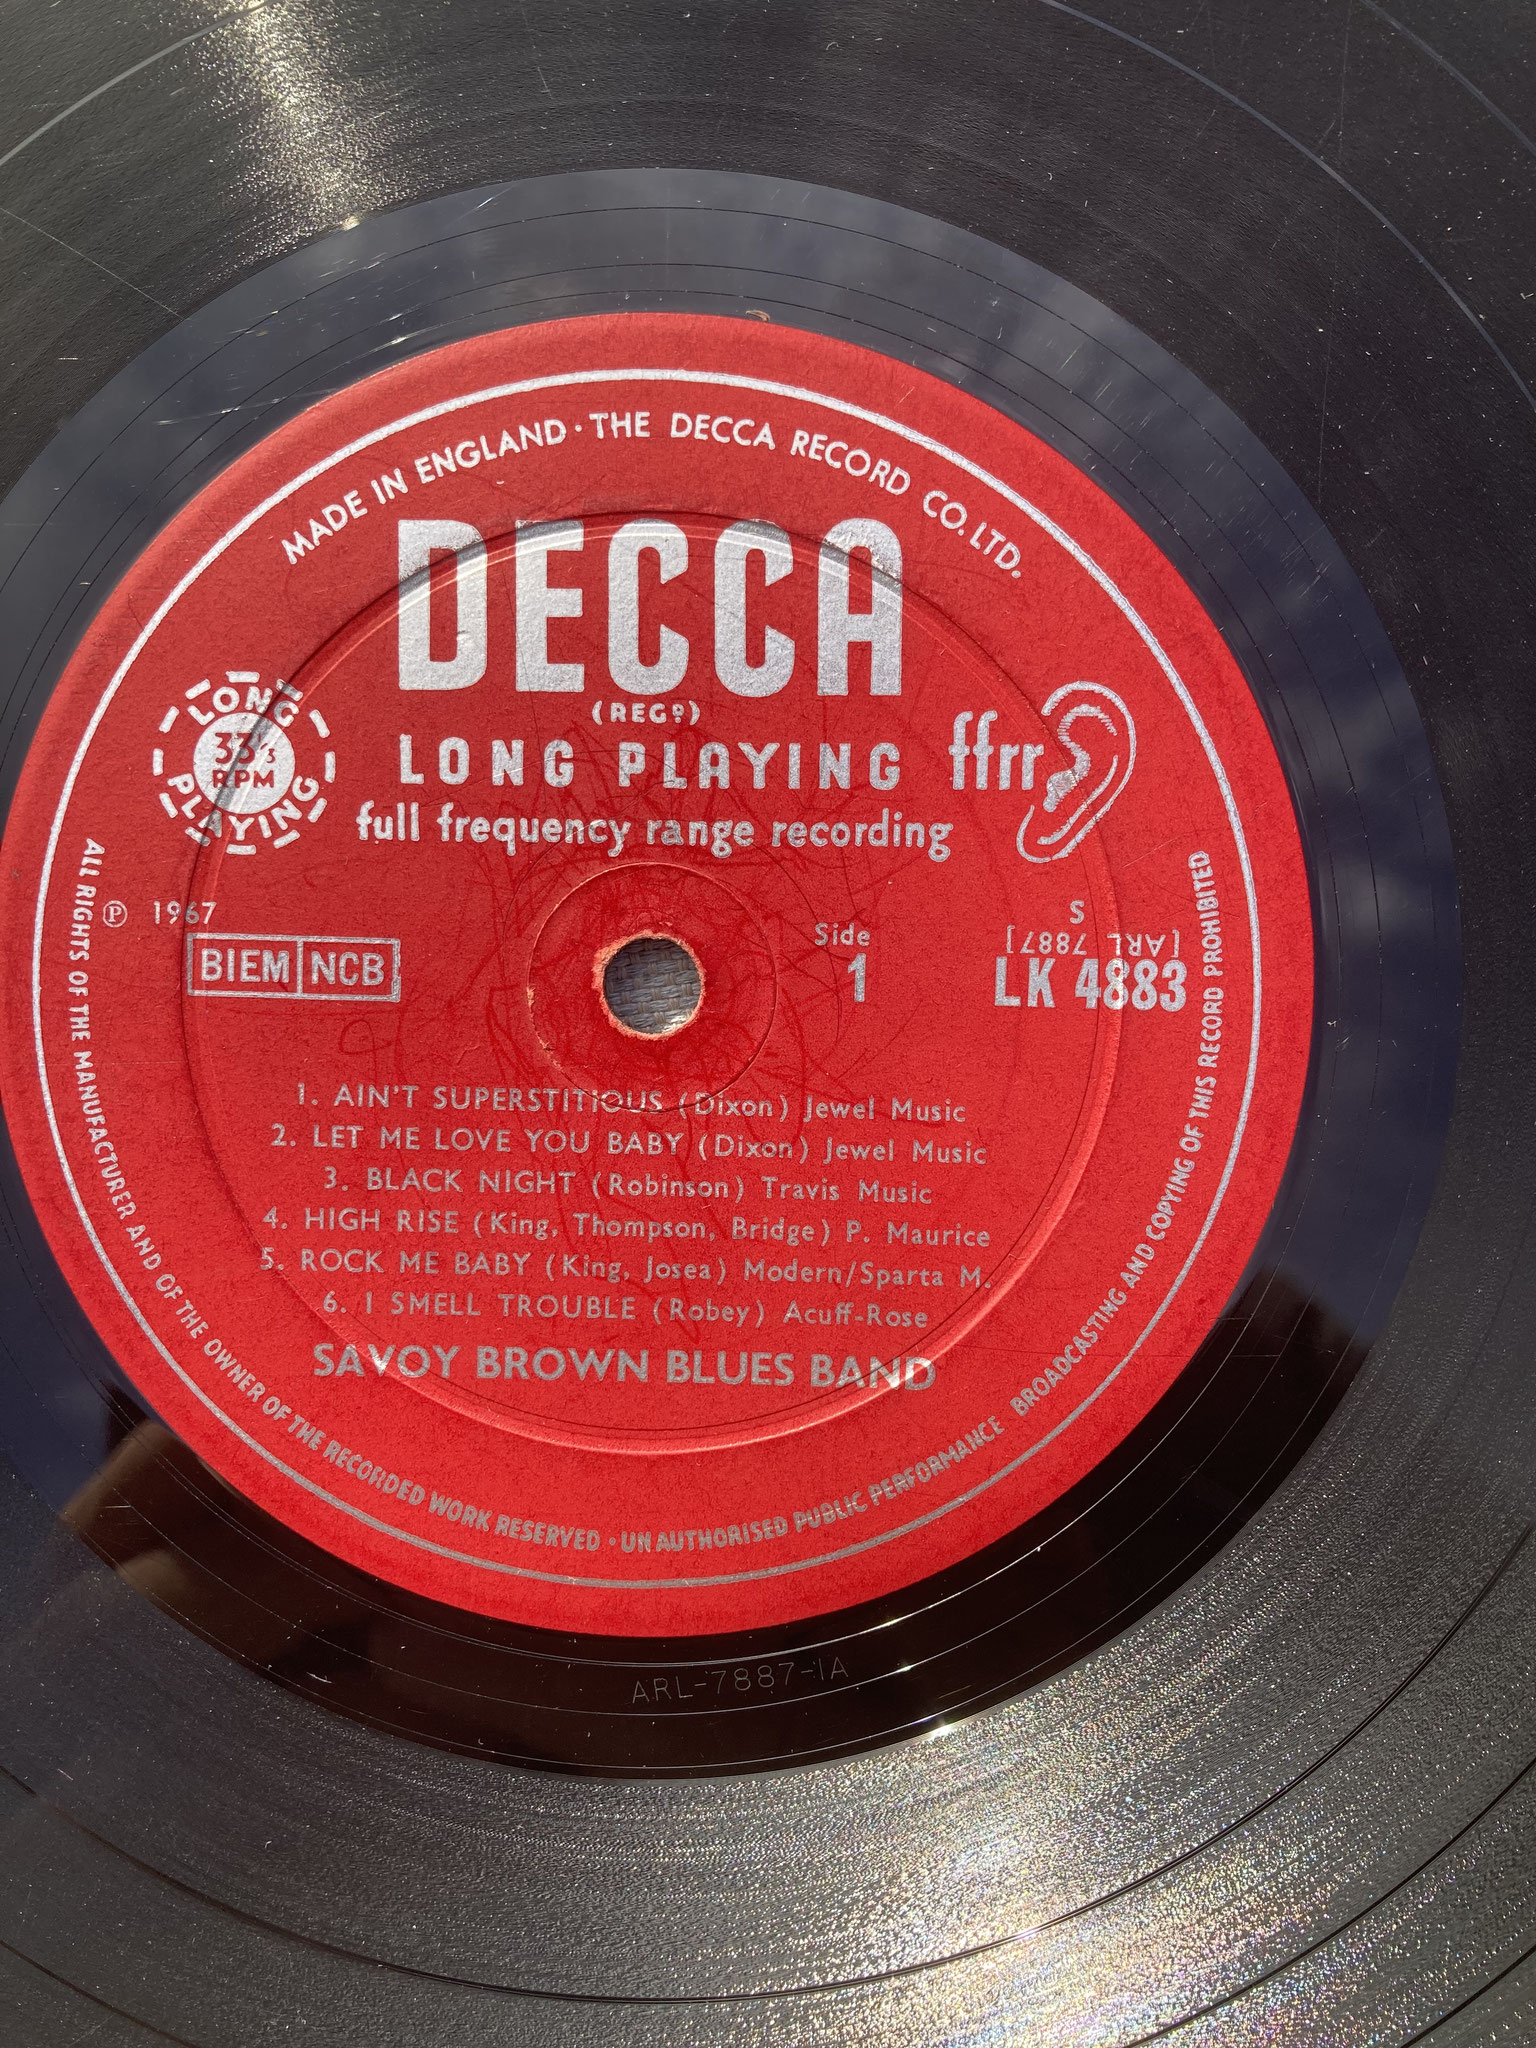 MADE IN ENGLAND · THE DECCA RECORD CO. LTD.
DECCA
(REGD)
LONG PLAYING
ffrr
full frequency range recording
LONG
33⅓
RPM
PLAYING
℗ 1967
BIEM NCB
Side
1
S
[ARL 7887]
LK 4883
1. AIN'T SUPERSTITIOUS (Dixon) Jewel Music
2. LET ME LOVE YOU BABY (Dixon) Jewel Music
3. BLACK NIGHT (Robinson) Travis Music
4. HIGH RISE (King, Thompson, Bridge) P. Maurice
5. ROCK ME BABY (King, Josea) Modern/Sparta M.
6. I SMELL TROUBLE (Robey) Acuff-Rose
SAVOY BROWN BLUES BAND
ALL RIGHTS OF THE MANUFACTURER AND OF THE OWNER OF THE RECORDED WORK RESERVED · UNAUTHORISED PUBLIC PERFORMANCE BROADCASTING AND COPYING OF THIS RECORD PROHIBITED
ARL-7887-1A